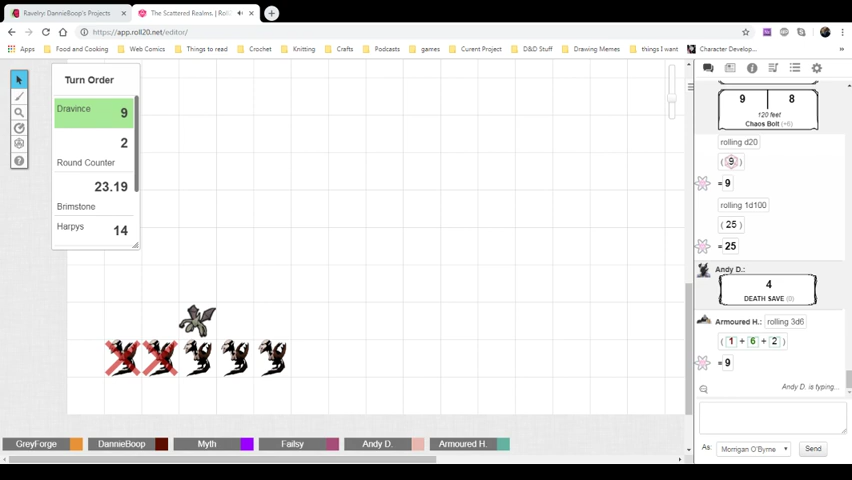 Ravelry: DannieBoop's Projects
The Scattered Realms. | Roll2
https://app.roll20.net/editor/
Apps
Food and Cooking
Web Comics
Things to read
Crochet
Knitting
Crafts
Podcasts
games
Curent Project
D&D Stuff
Drawing Memes
things I want
Character Develop...
Turn Order
Dravince
9
2
Round Counter
23.19
Brimstone
Harpys
14
9
8
120 feet
Chaos Bolt (+6)
rolling d20
(9)
= 9
rolling 1d100
(25)
= 25
Andy D.:
4
DEATH SAVE (0)
Armoured H.: rolling 3d6
(1 + 6 + 2)
= 9
Andy D. is typing...
As:
Morrigan O'Byrne
Send
GreyForge
DannieBoop
Myth
Failsy
Andy D.
Armoured H.